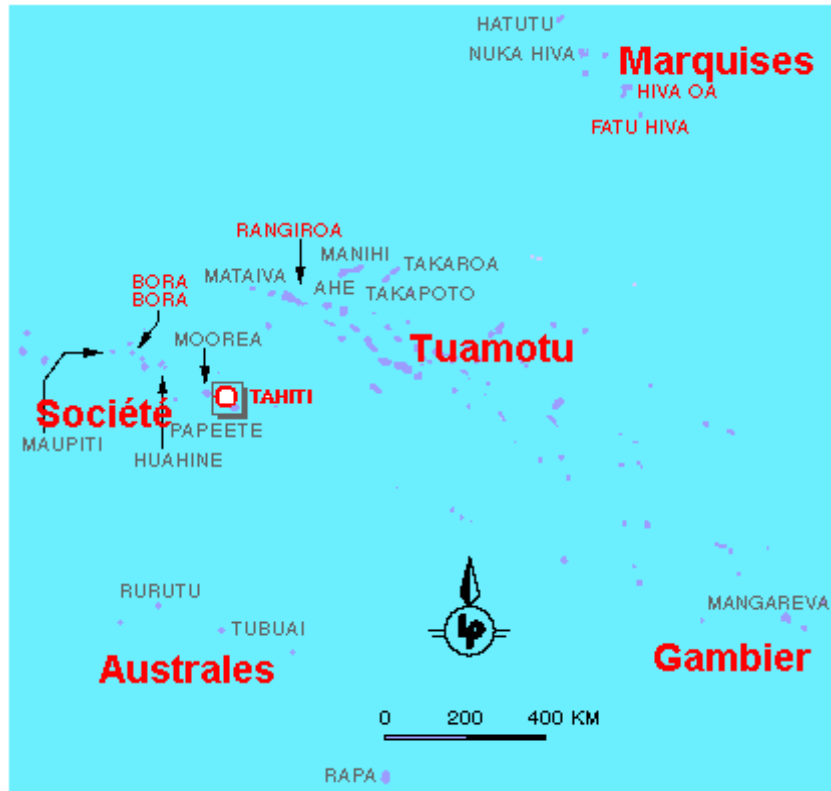 HATUTU
NUKA HIVA
Marquises
HIVA OA
FATU HIVA
RANGIROA
MANIHI
TAKAROA
MATAIVA
AHE
TAKAPOTO
BORA
BORA
MOOREA
Tuamotu
TAHITI
Société
PAPEETE
MAUPITI
HUAHINE
RURUTU
TUBUAI
Australes
MANGAREVA
Gambier
LP
0 200 400 KM
RAPA